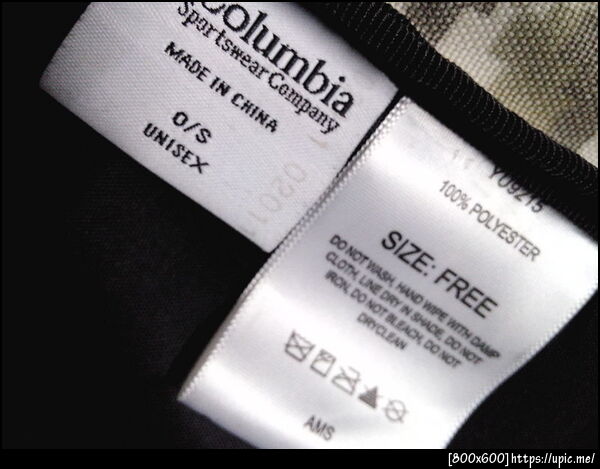 Columbia
Sportswear Company
MADE IN CHINA
O/S
UNISEX
Y09215
100% POLYESTER
SIZE: FREE
DO NOT WASH, HAND WIPE WITH DAMP
CLOTH, LINE DRY IN SHADE, DO NOT
IRON, DO NOT BLEACH, DO NOT
DRYCLEAN
AMS
[800x600]https://upic.me/